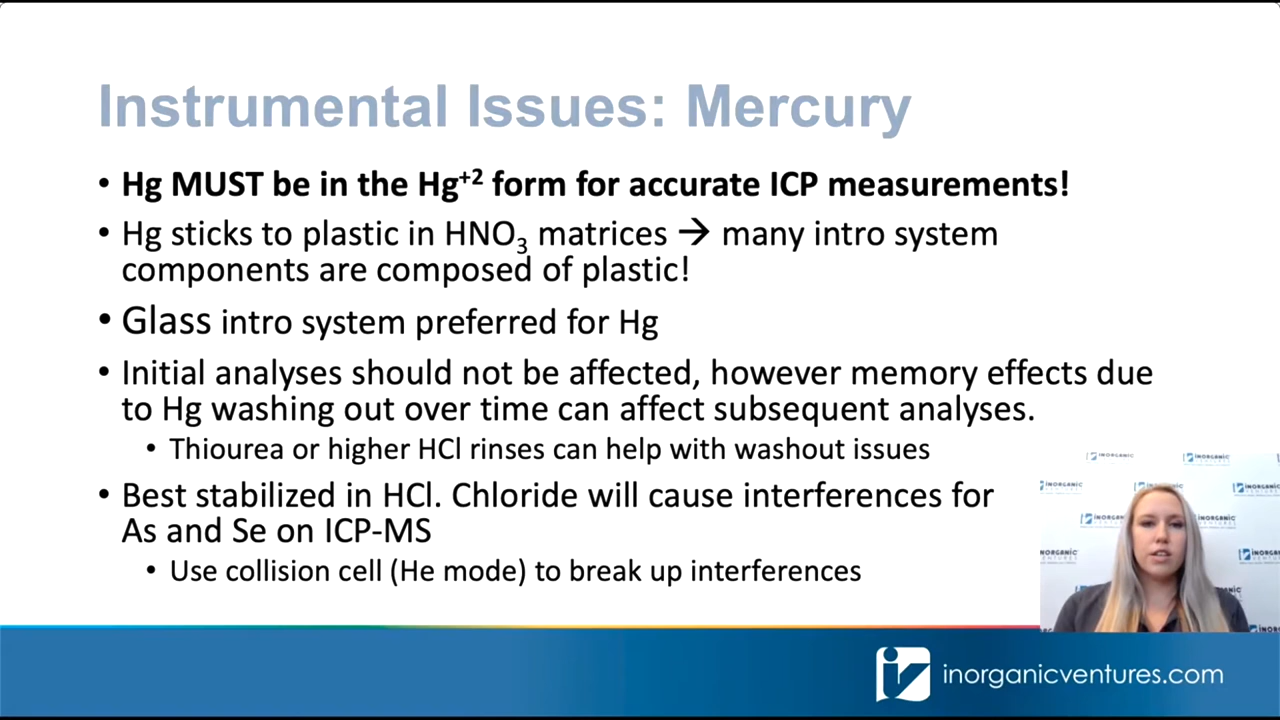 Instrumental Issues: Mercury
• Hg MUST be in the Hg⁺² form for accurate ICP measurements!
• Hg sticks to plastic in HNO₃ matrices → many intro system
components are composed of plastic!
• Glass intro system preferred for Hg
• Initial analyses should not be affected, however memory effects due
to Hg washing out over time can affect subsequent analyses.
• Thiourea or higher HCl rinses can help with washout issues
• Best stabilized in HCl. Chloride will cause interferences for
As and Se on ICP-MS
• Use collision cell (He mode) to break up interferences
inorganicventures.com